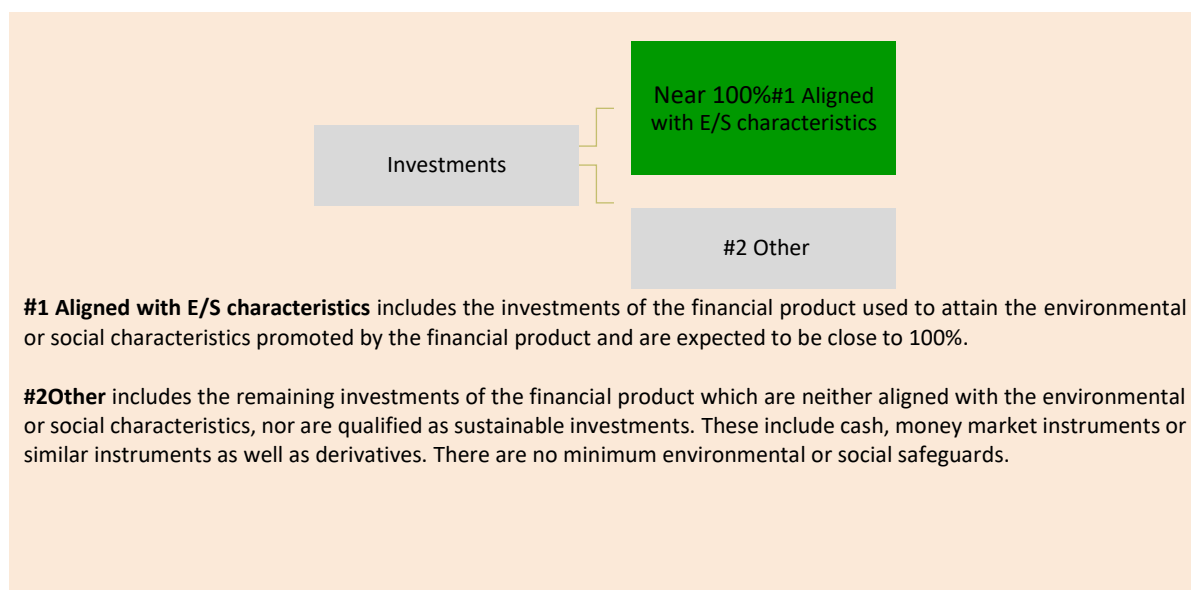 Near 100%#1 Aligned
with E/S characteristics
Investments
#2 Other
#1 Aligned with E/S characteristics includes the investments of the financial product used to attain the environmental
or social characteristics promoted by the financial product and are expected to be close to 100%.
#2Other includes the remaining investments of the financial product which are neither aligned with the environmental
or social characteristics, nor are qualified as sustainable investments. These include cash, money market instruments or
similar instruments as well as derivatives. There are no minimum environmental or social safeguards.